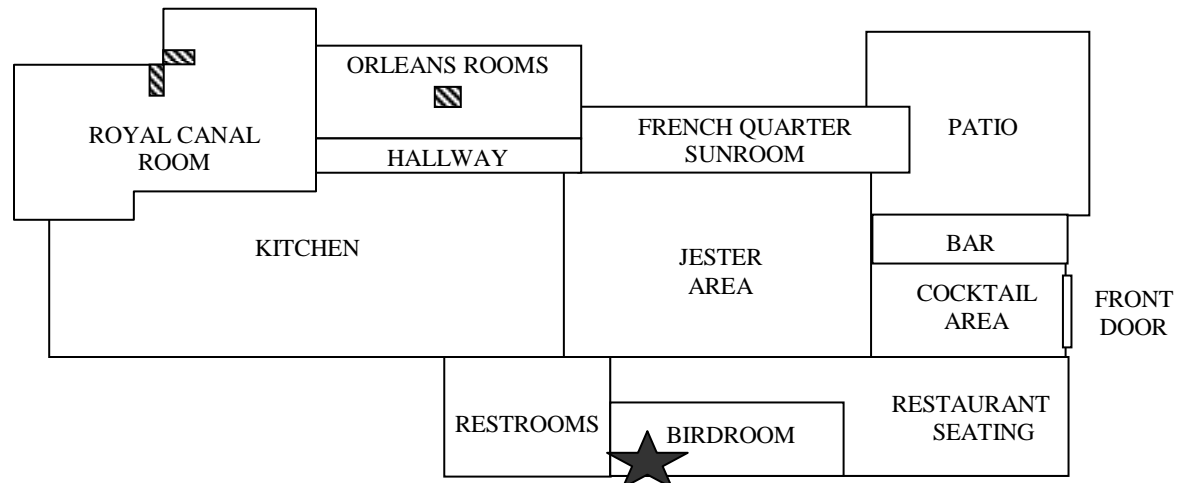 ORLEANS ROOMS
ROYAL CANAL
ROOM
HALLWAY
FRENCH QUARTER
SUNROOM
PATIO
KITCHEN
JESTER
AREA
BAR
COCKTAIL
AREA
FRONT
DOOR
RESTROOMS
BIRDROOM
RESTAURANT
SEATING